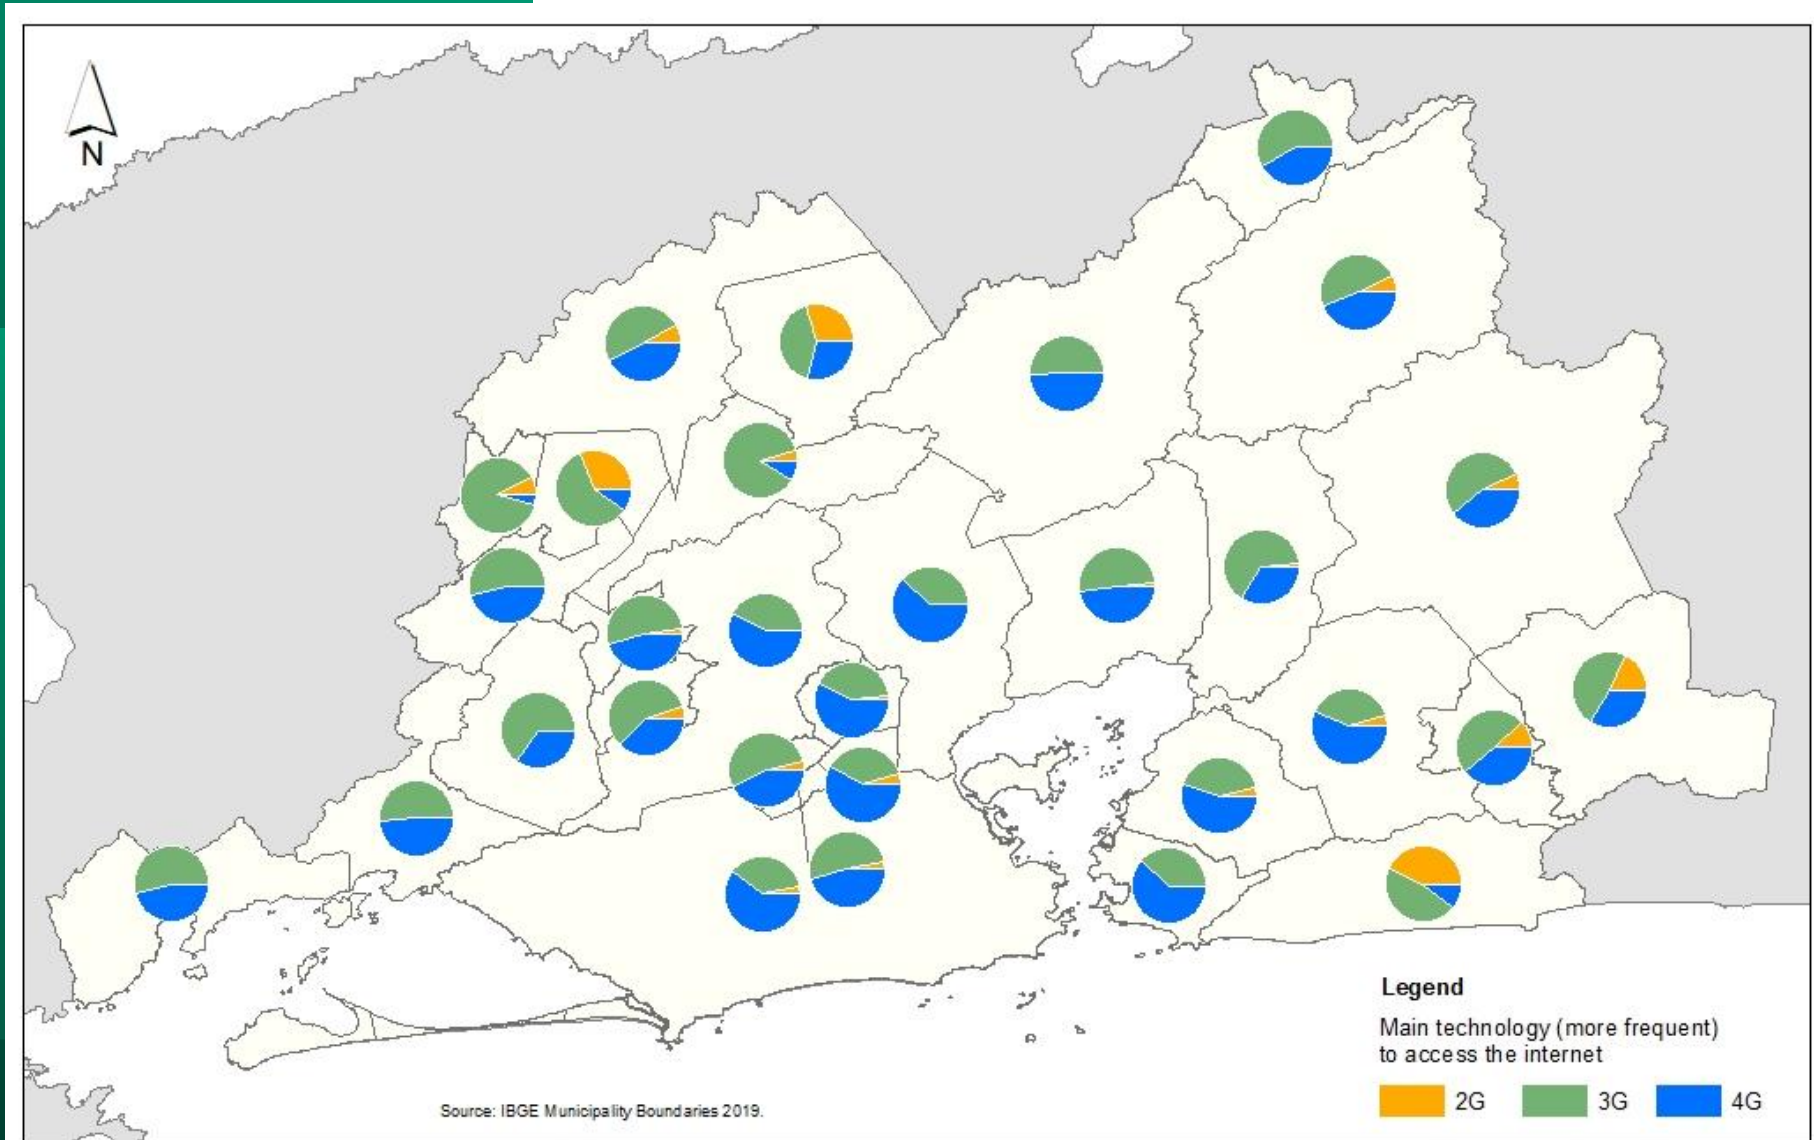 N
Legend
Main technology (more frequent)
to access the internet
2G 3G 4G
Source: IBGE Municipality Boundaries 2019.